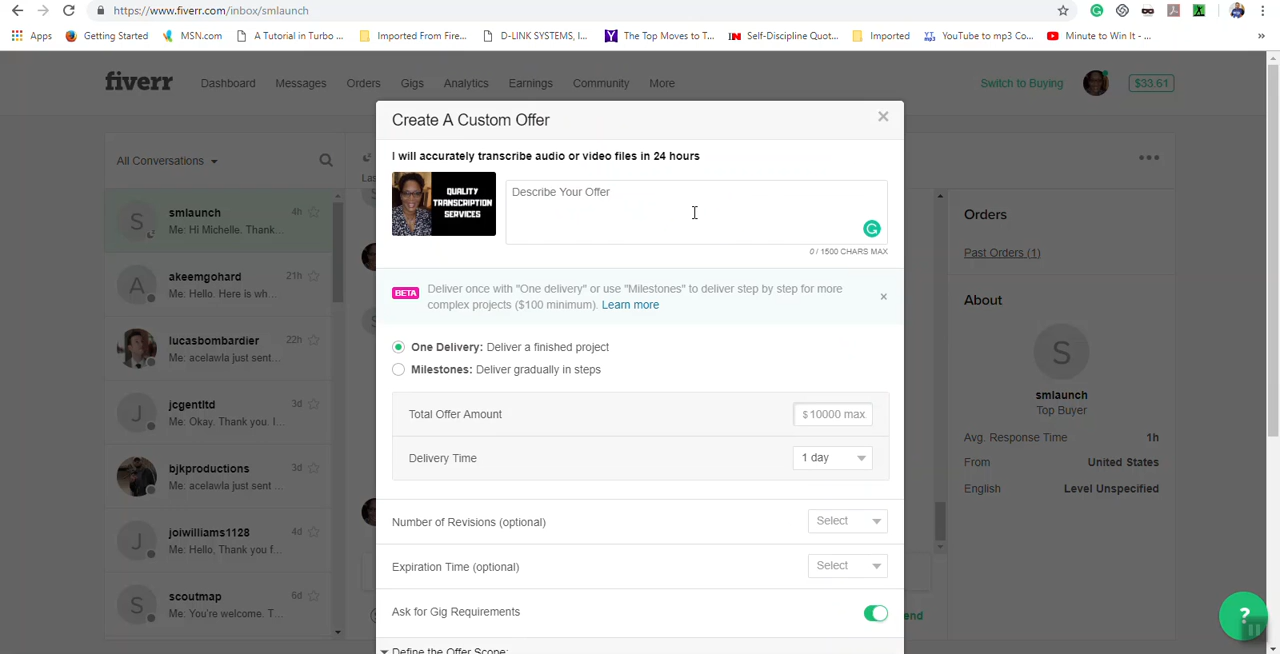 https://www.fiverr.com/inbox/smlaunch
Apps Getting Started MSN.com A Tutorial in Turbo ... Imported From Fire... D-LINK SYSTEMS, I... The Top Moves to T... Self-Discipline Quot... Imported YouTube to mp3 Co... Minute to Win It - ... »
fiverr Dashboard Messages Orders Gigs Analytics Earnings Community More Switch to Buying $33.61
Create A Custom Offer
All Conversations
I will accurately transcribe audio or video files in 24 hours
QUALITY
TRANSCRIPTION
SERVICES
Describe Your Offer
0 / 1500 CHARS MAX
BETA Deliver once with "One delivery" or use "Milestones" to deliver step by step for more
complex projects ($100 minimum). Learn more
One Delivery: Deliver a finished project
Milestones: Deliver gradually in steps
Total Offer Amount $10000 max
Delivery Time 1 day
Number of Revisions (optional) Select
Expiration Time (optional) Select
Ask for Gig Requirements
Define the Offer Scope:
S smlaunch 4h
Me: Hi Michelle. Thank...
A akeemgohard 21h
Me: Hello. Here is wh...
lucasbombardier 22h
Me: acelawla just sent...
J jcgentltd 3d
Me: Okay. Thank you. I...
bjkproductions 3d
Me: acelawla just sent ...
J joiwilliams1128 4d
Me: Hello, Thank you f...
S scoutmap 6d
Me: You're welcome. T...
Orders
Past Orders (1)
About
S
smlaunch
Top Buyer
Avg. Response Time 1h
From United States
English Level Unspecified
?